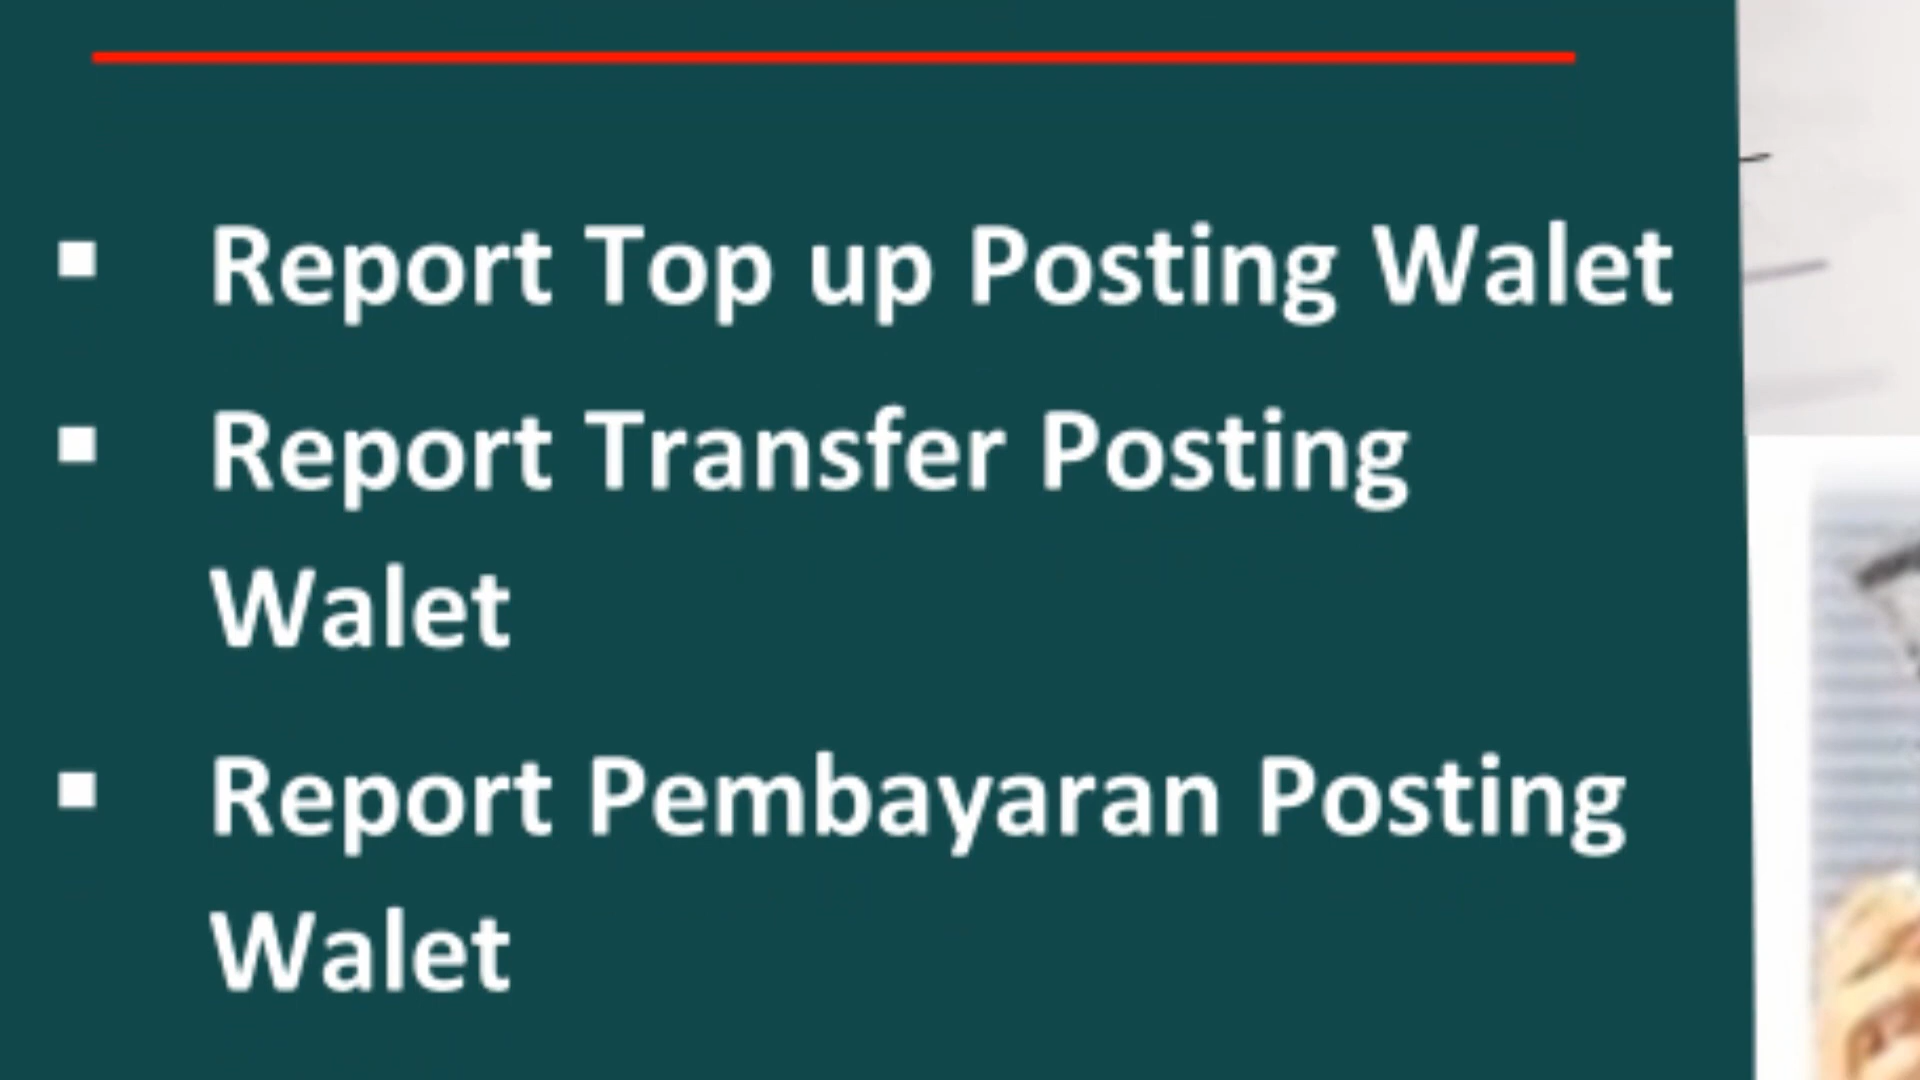 ▪ Report Top up Posting Walet
▪ Report Transfer Posting
Walet
▪ Report Pembayaran Posting
Walet